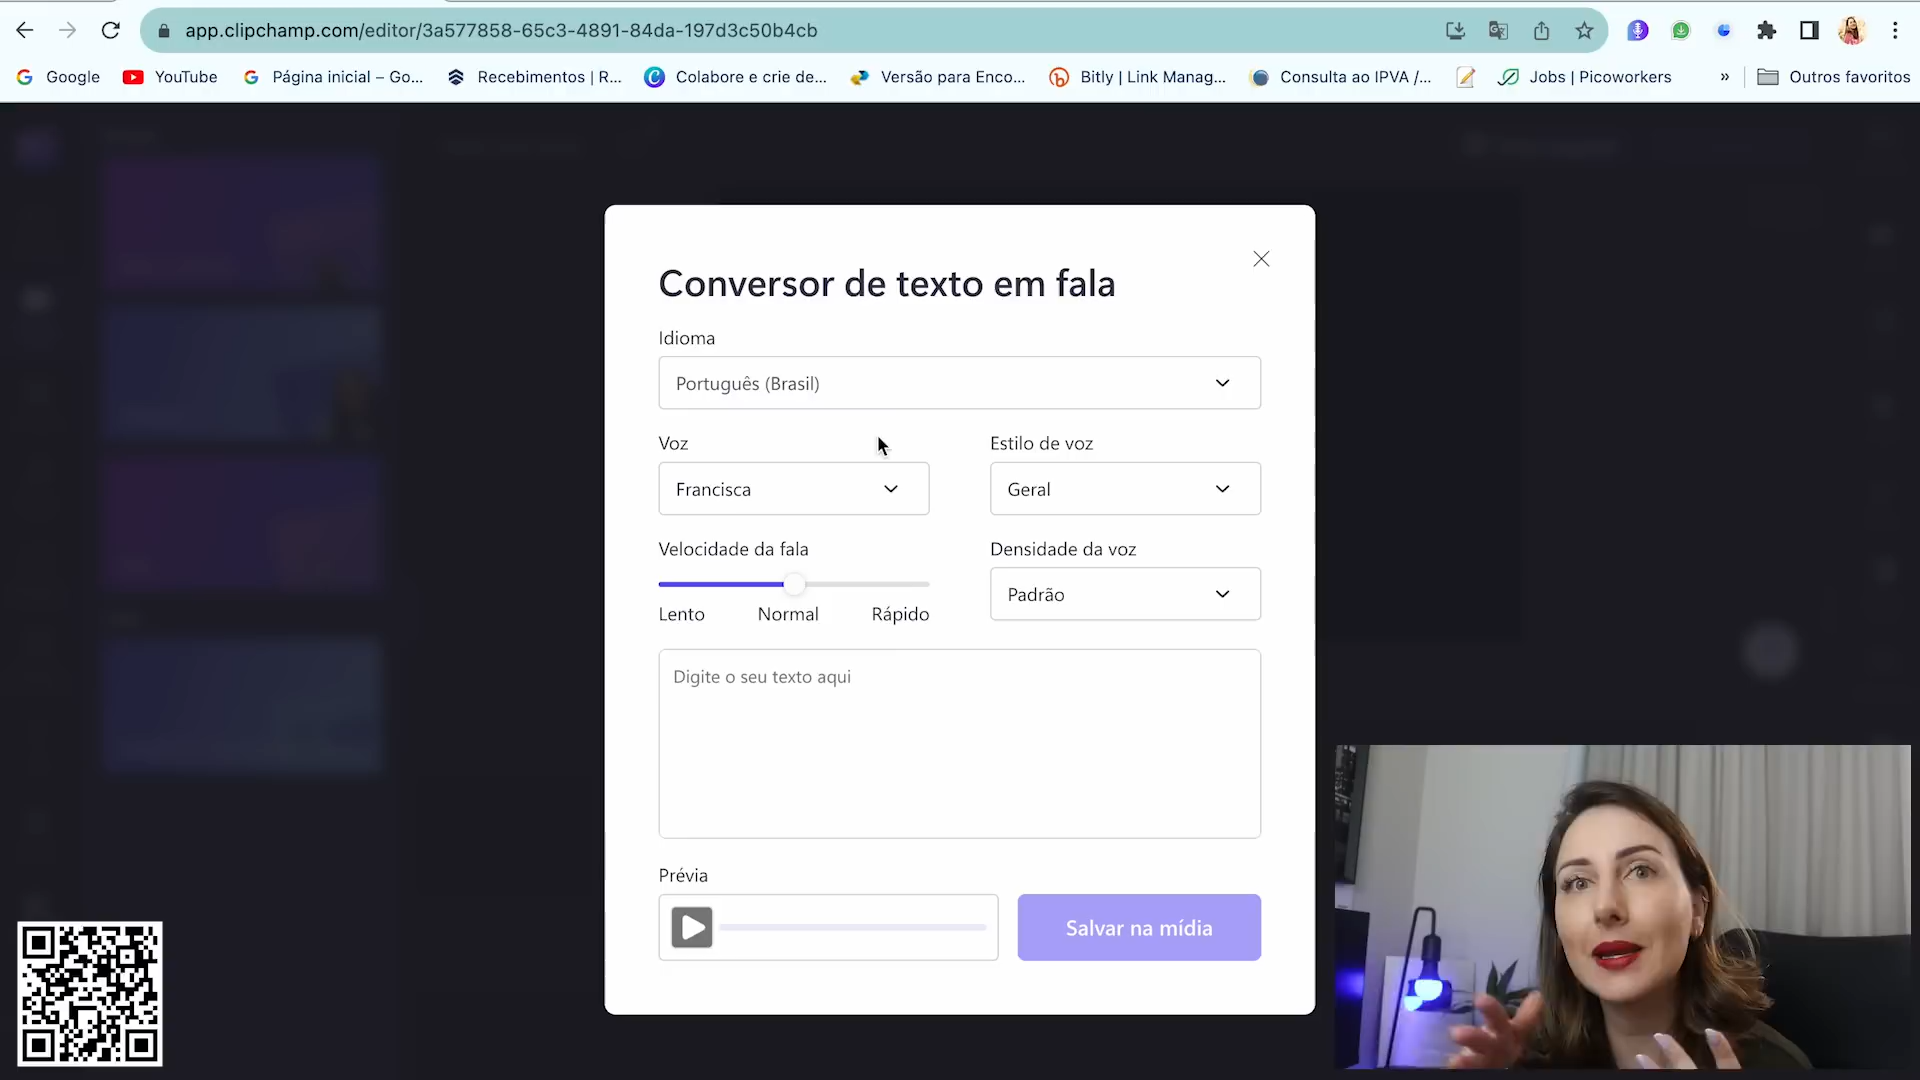 app.clipchamp.com/editor/3a577858-65c3-4891-84da-197d3c50b4cb
Google
YouTube
Página inicial – Go...
Recebimentos | R...
Colabore e crie de...
Versão para Enco...
Bitly | Link Manag...
Consulta ao IPVA /...
Jobs | Picoworkers
»
Outros favoritos
Conversor de texto em fala
Idioma
Português (Brasil)
Voz
Estilo de voz
Francisca
Geral
Velocidade da fala
Densidade da voz
Padrão
Lento
Normal
Rápido
Digite o seu texto aqui
Prévia
Salvar na mídia